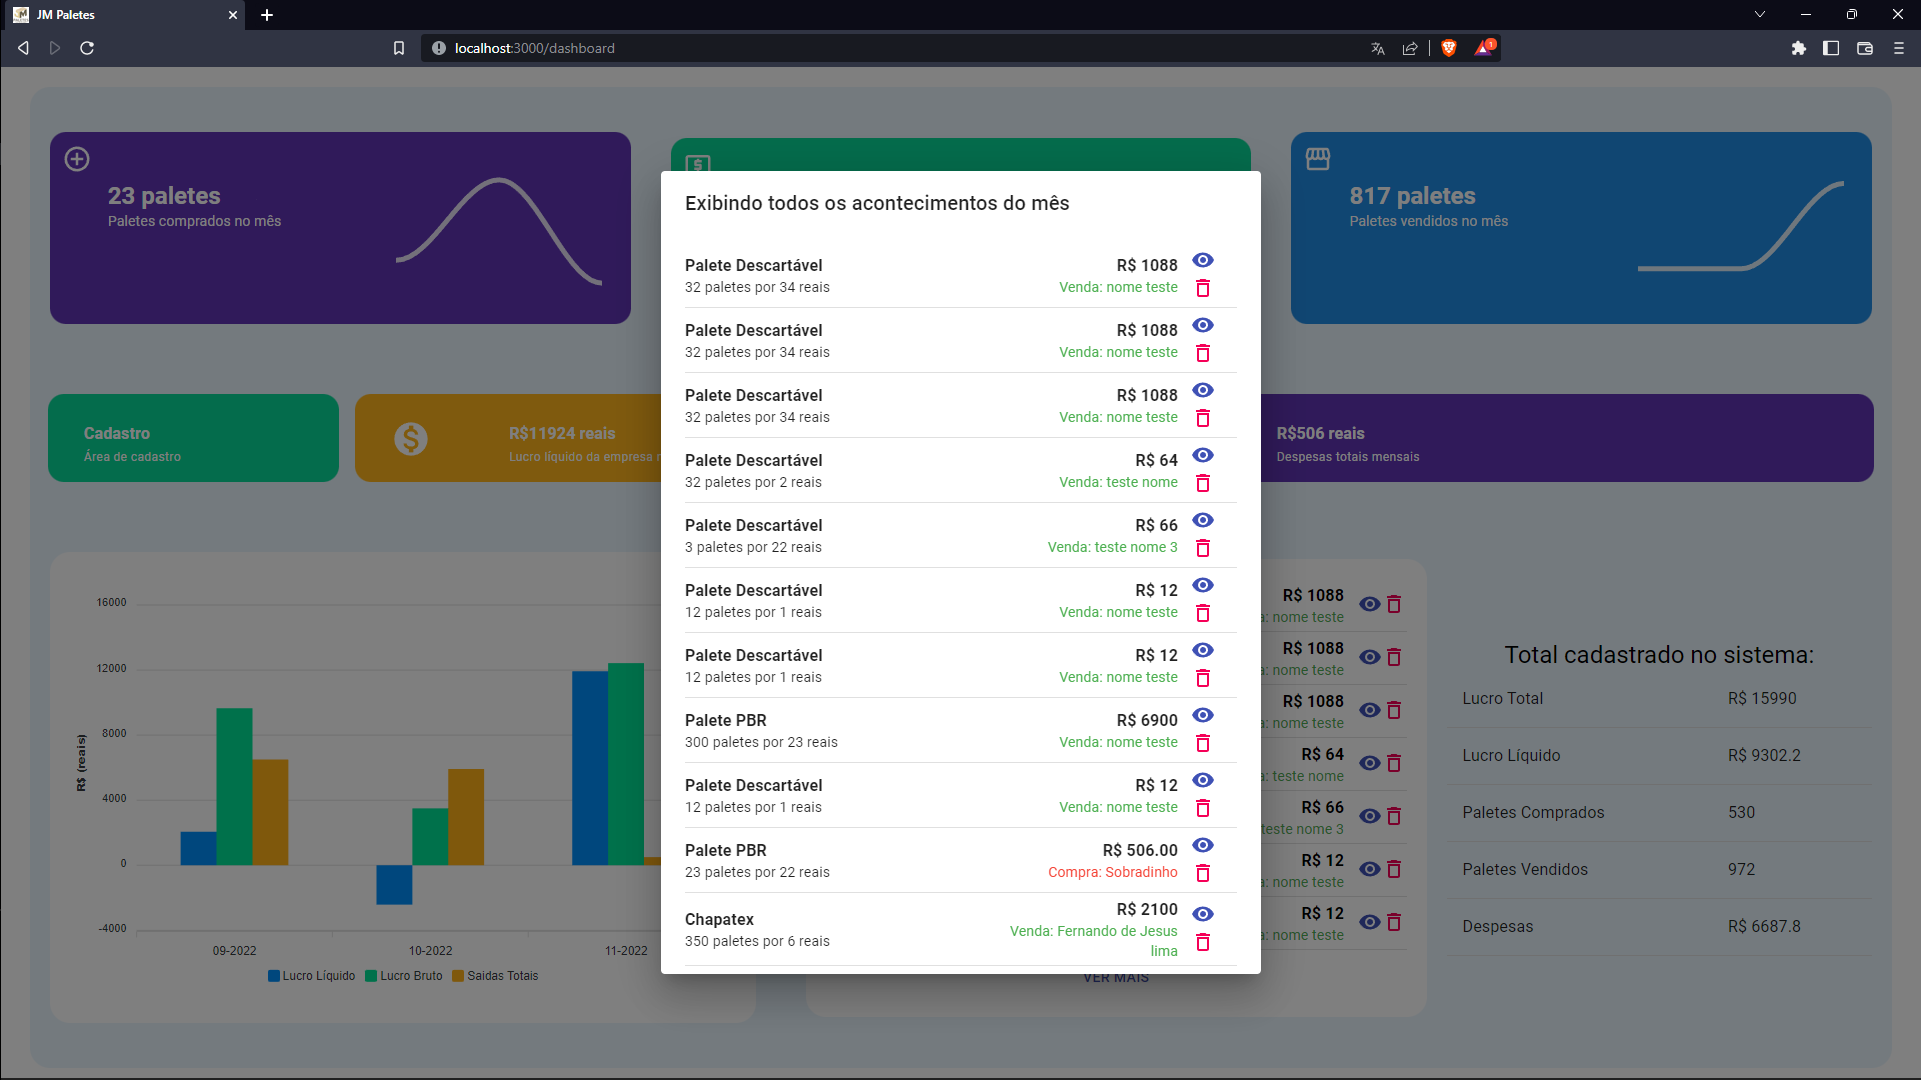 JM Paletes
localhost:3000/dashboard
1
23 paletes
Paletes comprados no mês
817 paletes
Paletes vendidos no mês
Cadastro
Área de cadastro
R$11924 reais
Lucro líquido da empresa
R$506 reais
Despesas totais mensais
Exibindo todos os acontecimentos do mês
Palete Descartável R$ 1088
32 paletes por 34 reais Venda: nome teste
Palete Descartável R$ 1088
32 paletes por 34 reais Venda: nome teste
Palete Descartável R$ 1088
32 paletes por 34 reais Venda: nome teste
Palete Descartável R$ 64
32 paletes por 2 reais Venda: teste nome
Palete Descartável R$ 66
3 paletes por 22 reais Venda: teste nome 3
Palete Descartável R$ 12
12 paletes por 1 reais Venda: nome teste
Palete Descartável R$ 12
12 paletes por 1 reais Venda: nome teste
Palete PBR R$ 6900
300 paletes por 23 reais Venda: nome teste
Palete Descartável R$ 12
12 paletes por 1 reais Venda: nome teste
Palete PBR R$ 506.00
23 paletes por 22 reais Compra: Sobradinho
Chapatex R$ 2100
350 paletes por 6 reais Venda: Fernando de Jesus
lima
R$ (reais)
16000
12000
8000
4000
0
-4000
09-2022 10-2022 11-2022
Lucro Líquido Lucro Bruto Saidas Totais
R$ 1088
a: nome teste
R$ 1088
a: nome teste
R$ 1088
a: nome teste
R$ 64
a: teste nome
R$ 66
teste nome 3
R$ 12
a: nome teste
R$ 12
a: nome teste
VER MAIS
Total cadastrado no sistema:
Lucro Total R$ 15990
Lucro Líquido R$ 9302.2
Paletes Comprados 530
Paletes Vendidos 972
Despesas R$ 6687.8